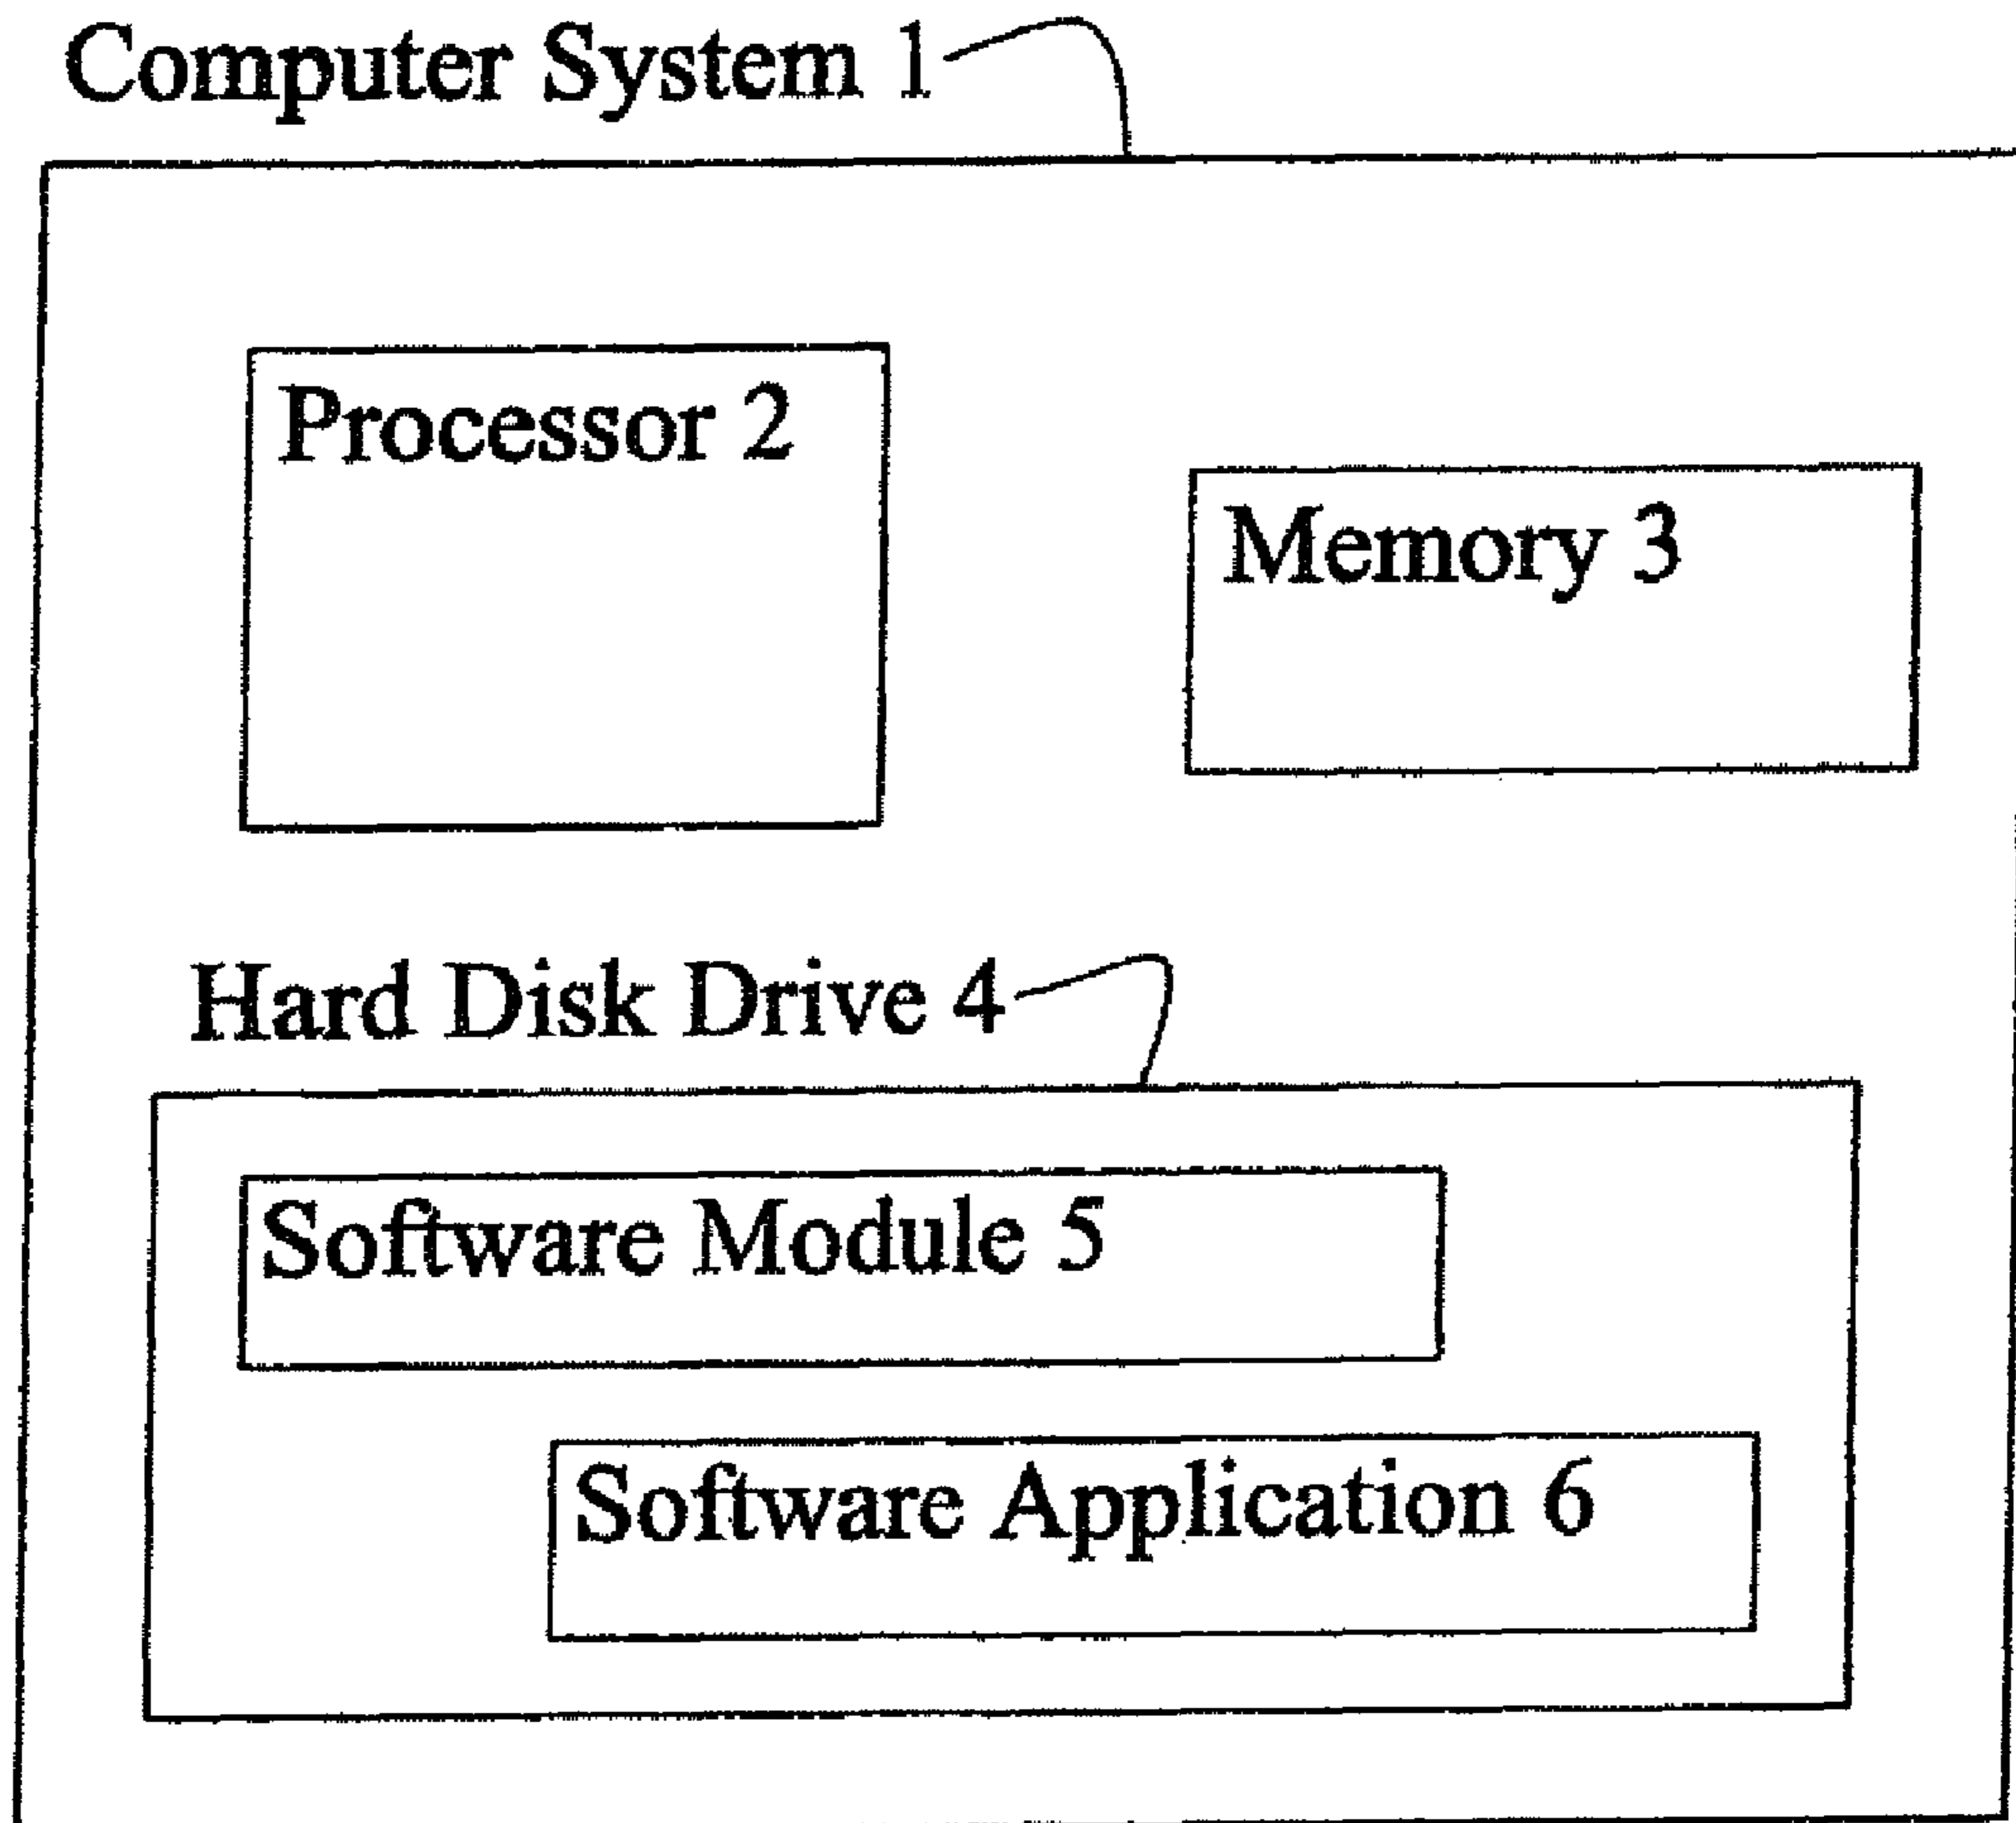 Computer System 1
Processor 2
Memory 3
Hard Disk Drive 4
Software Module 5
Software Application 6